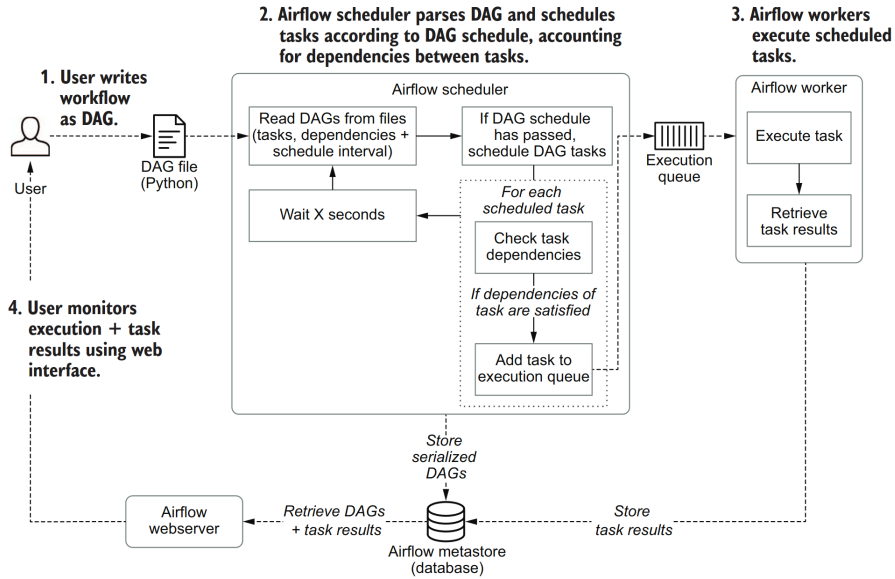 2. Airflow scheduler parses DAG and schedules
tasks according to DAG schedule, accounting
for dependencies between tasks.
3. Airflow workers
execute scheduled
tasks.
1. User writes
workflow
as DAG.
Airflow scheduler
Airflow worker
Read DAGs from files
(tasks, dependencies +
schedule interval)
If DAG schedule
has passed,
schedule DAG tasks
Execute task
User
DAG file
(Python)
Execution
queue
For each
scheduled task
Wait X seconds
Retrieve
task results
Check task
dependencies
4. User monitors
execution + task
results using web
interface.
If dependencies of
task are satisfied
Add task to
execution queue
Store
serialized
DAGs
Airflow
webserver
Retrieve DAGs
+ task results
Store
task results
Airflow metastore
(database)